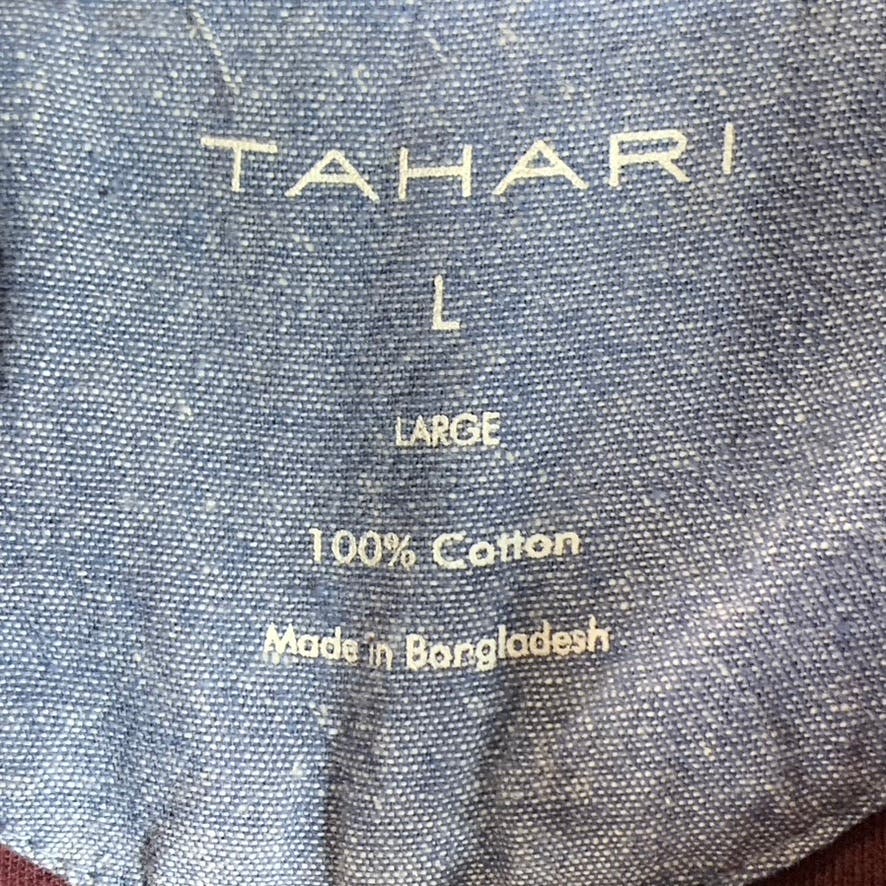 TAHARI
L
LARGE
100% Cotton
Made in Bangladesh